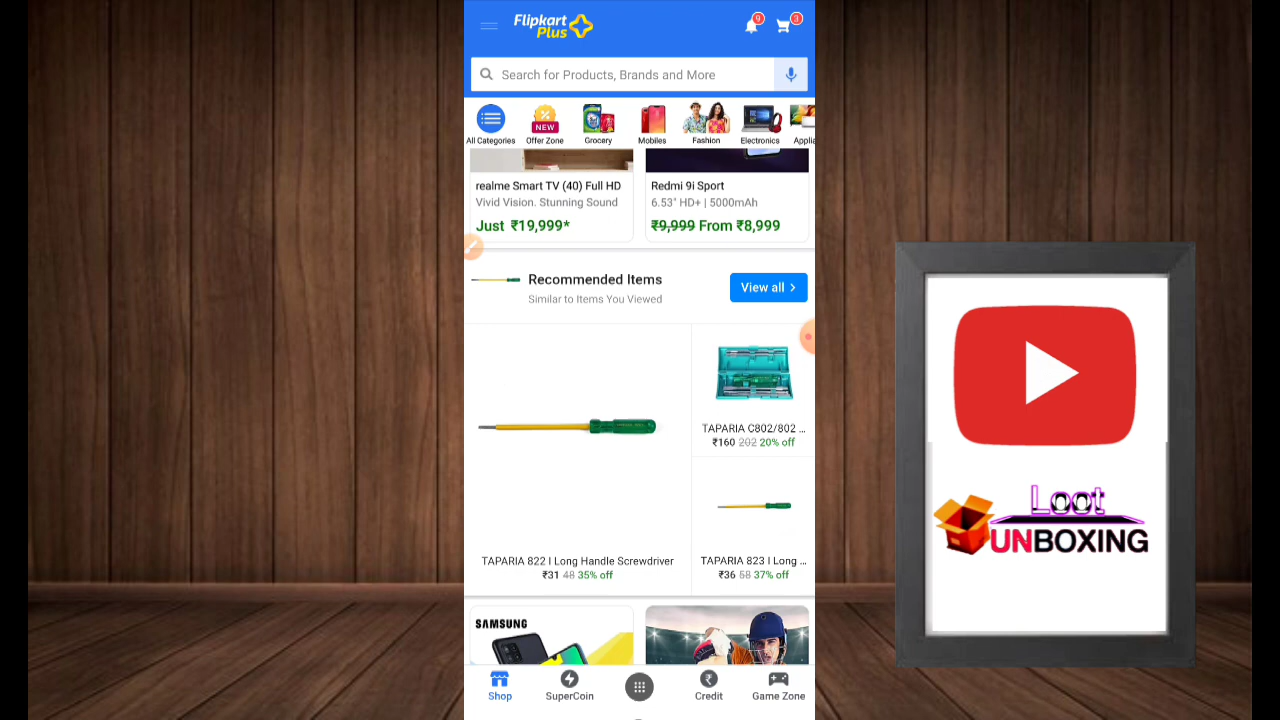 Flipkart
Plus
9
3
Search for Products, Brands and More
All Categories
NEW
Offer Zone
Grocery
Mobiles
Fashion
Electronics
Applia
realme Smart TV (40) Full HD
Vivid Vision. Stunning Sound
Just ₹19,999*
Redmi 9i Sport
6.53" HD+ | 5000mAh
₹9,999 From ₹8,999
Recommended Items
Similar to Items You Viewed
View all
TAPARIA 822 I Long Handle Screwdriver
₹31 48 35% off
TAPARIA C802/802 ...
₹160 202 20% off
TAPARIA 823 I Long ...
₹36 58 37% off
SAMSUNG
Shop
SuperCoin
Credit
Game Zone
Loot
UNBOXING